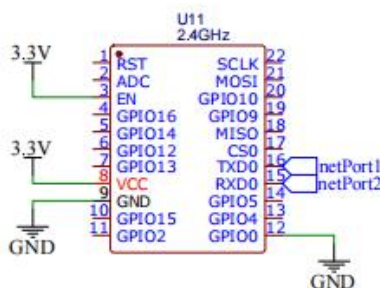 U11
2.4GHz
3.3V
1 RST SCLK 22
2 ADC MOSI 21
3 EN GPIO10 20
4 GPIO16 GPIO9 19
5 GPIO14 MISO 18
6 GPIO12 CS0 17
3.3V
7 GPIO13 TXD0 16 netPort1
8 VCC RXD0 15 netPort2
9 GND GPIO5 14
10 GPIO15 GPIO4 13
11 GPIO2 GPIO0 12
GND
GND